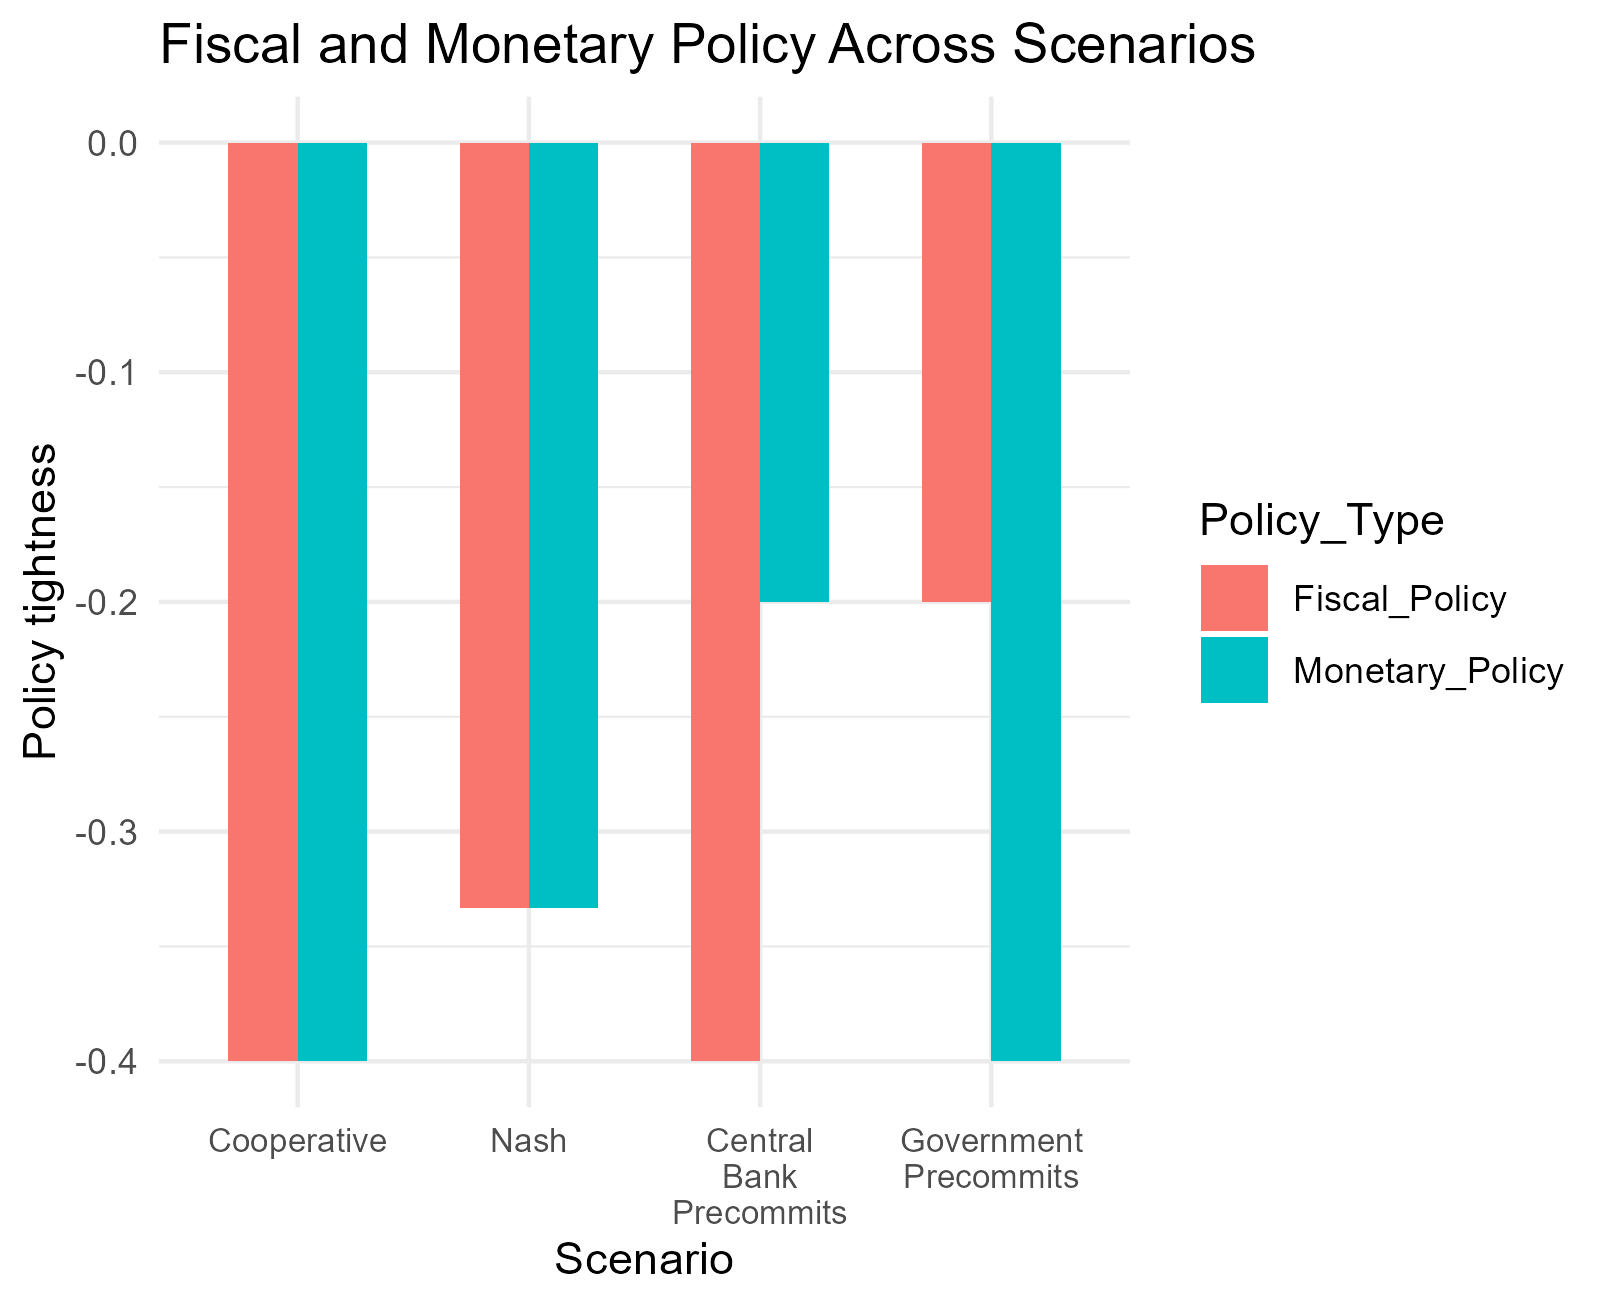 Fiscal and Monetary Policy Across Scenarios
0.0
-0.1
-0.2
-0.3
-0.4
Policy tightness
Cooperative
Nash
Central
Bank
Precommits
Government
Precommits
Scenario
Policy_Type
Fiscal_Policy
Monetary_Policy